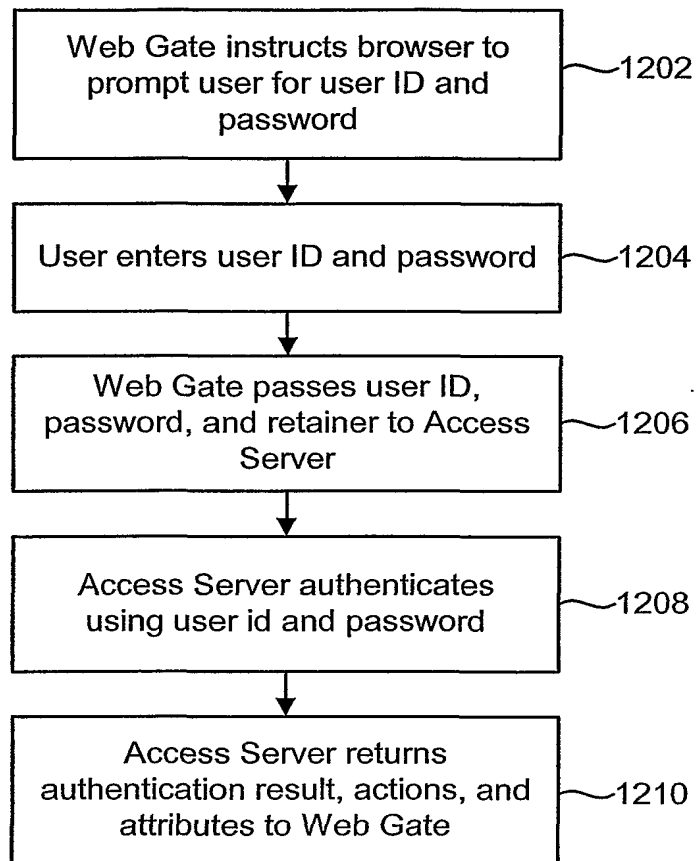 Web Gate instructs browser to
prompt user for user ID and
password
1202
User enters user ID and password
1204
Web Gate passes user ID,
password, and retainer to Access
Server
1206
Access Server authenticates
using user id and password
1208
Access Server returns
authentication result, actions, and
attributes to Web Gate
1210